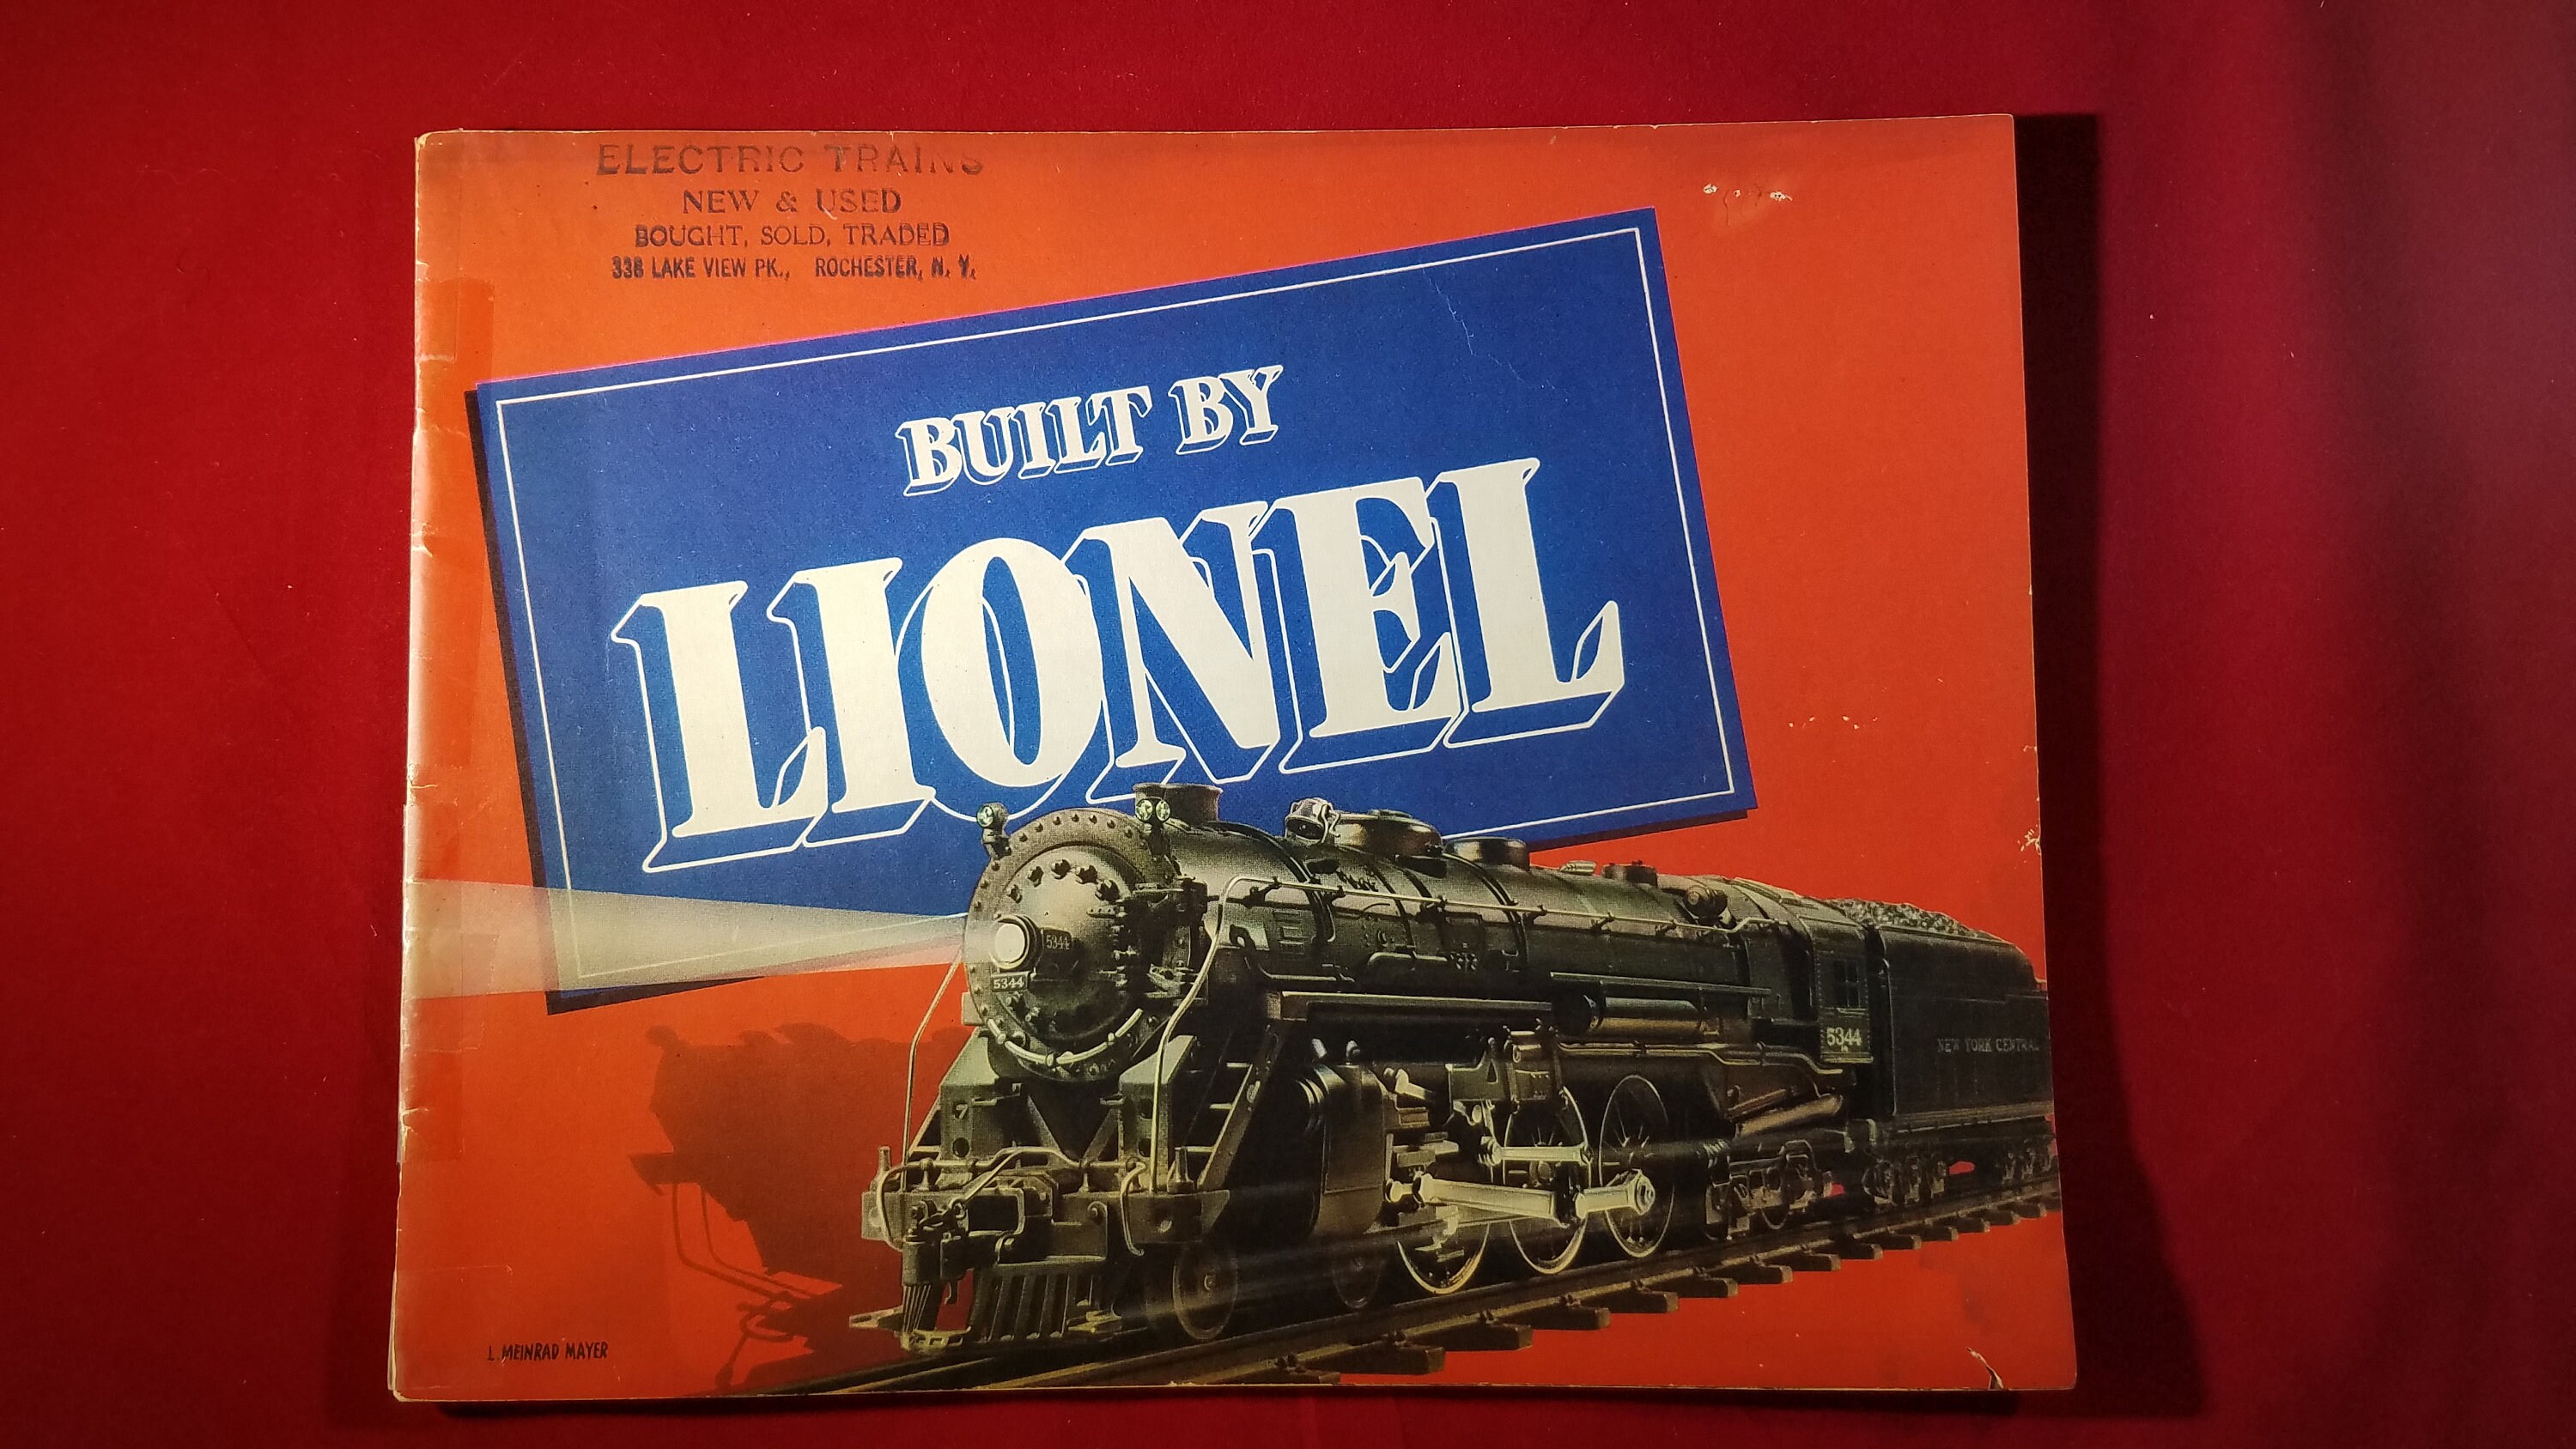 ELECTRIC TRAINS
NEW & USED
BOUGHT, SOLD, TRADED
338 LAKE VIEW PK., ROCHESTER, N. Y.
BUILT BY
LIONEL
5344
5344
5344
NEW YORK CENTRAL
L. MEINRAD MAYER